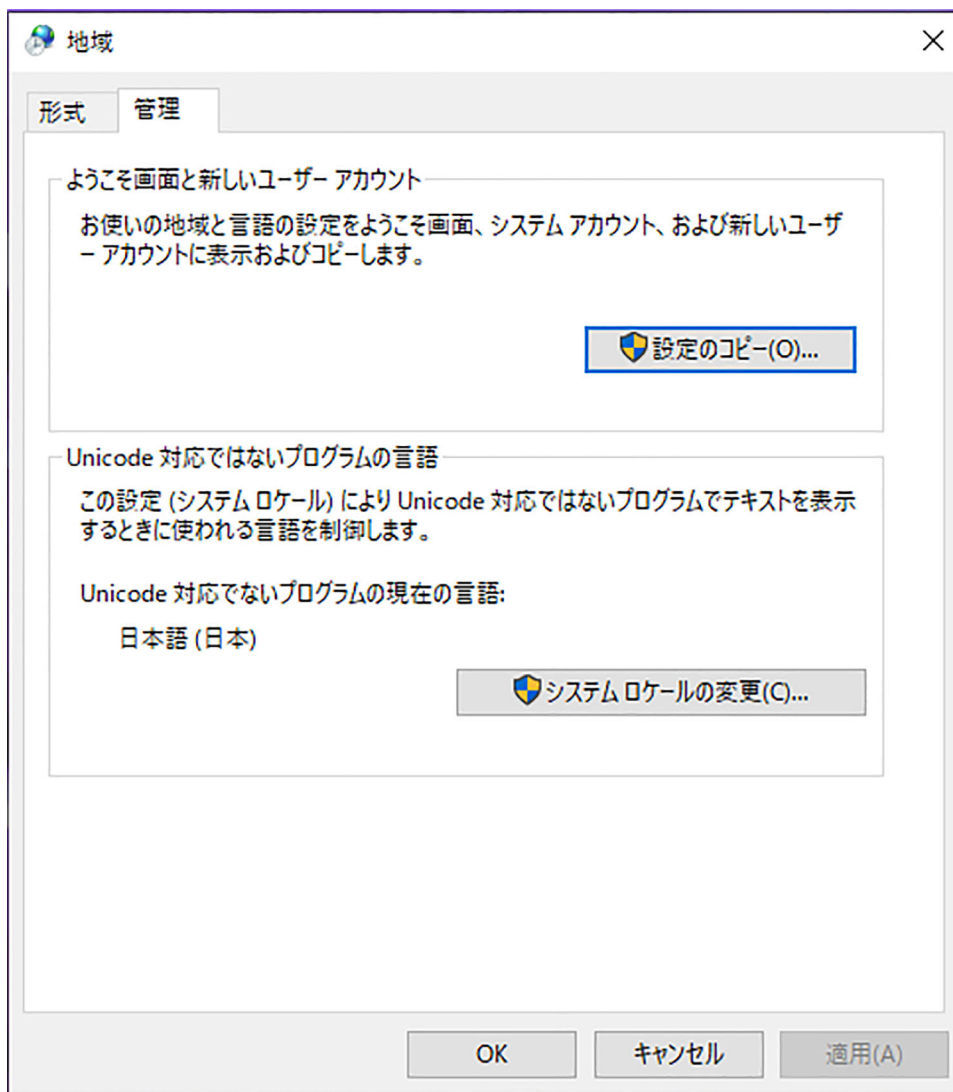 地域
形式
管理
ようこそ画面と新しいユーザー アカウント
お使いの地域と言語の設定をようこそ画面、システム アカウント、および新しいユーザ
ー アカウントに表示およびコピーします。
設定のコピー(O)...
Unicode 対応ではないプログラムの言語
この設定 (システム ロケール) により Unicode 対応ではないプログラムでテキストを表示
するときに使われる言語を制御します。
Unicode 対応でないプログラムの現在の言語:
日本語 (日本)
システム ロケールの変更(C)...
OK
キャンセル
適用(A)